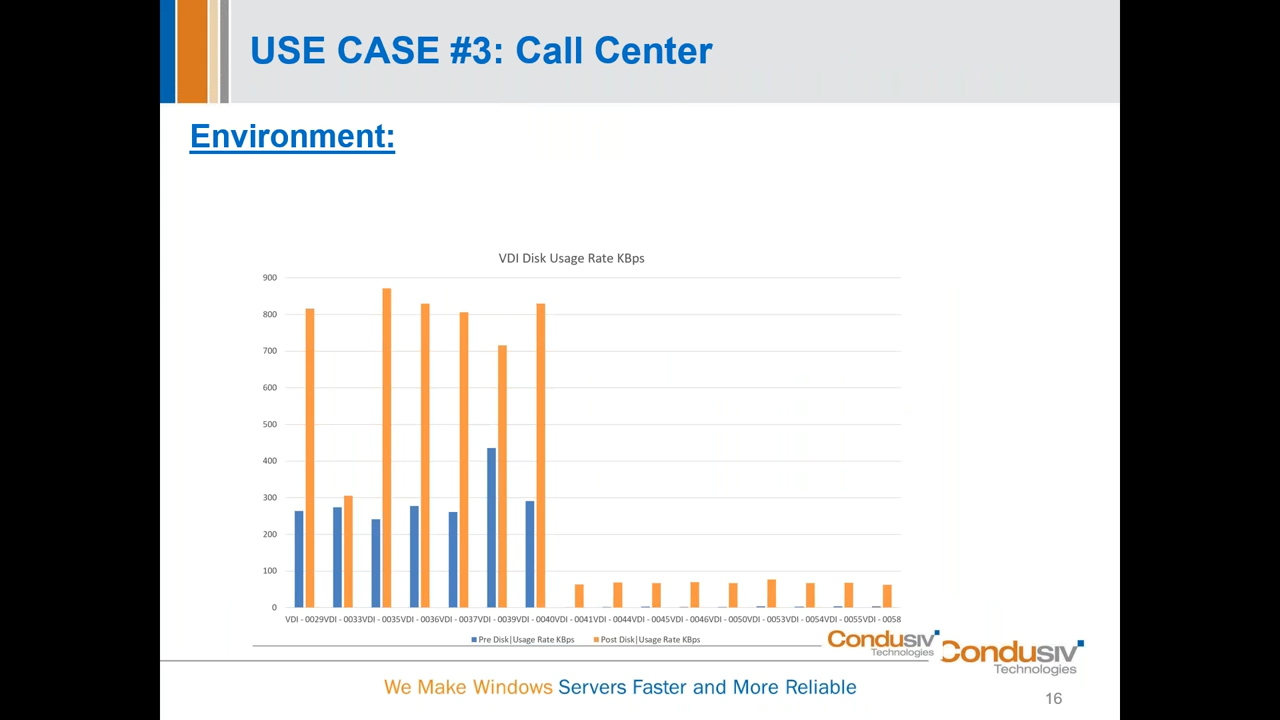 USE CASE #3: Call Center
Environment:
VDI Disk Usage Rate KBps
900
800
700
600
500
400
300
200
100
0
VDI - 0029VDI - 0033VDI - 0035VDI - 0036VDI - 0037VDI - 0039VDI - 0040VDI - 0041VDI - 0044VDI - 0045VDI - 0046VDI - 0050VDI - 0053VDI - 0054VDI - 0055VDI - 0058
Pre Disk|Usage Rate KBps Post Disk|Usage Rate KBps
Condusiv
Technologies
Condusiv
Technologies
We Make Windows Servers Faster and More Reliable
16